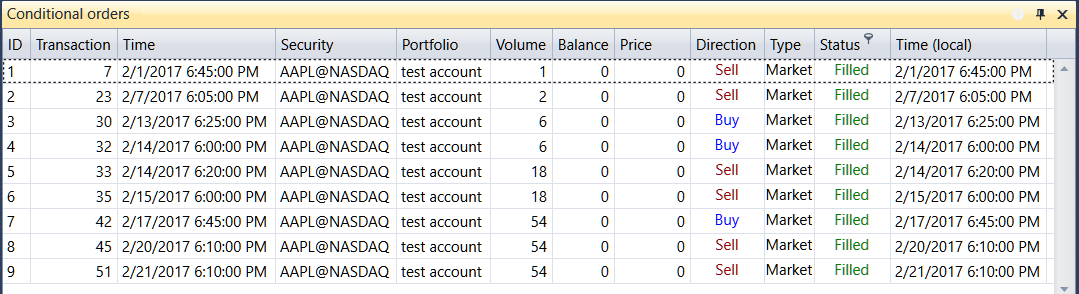 Conditional orders
ID Transaction Time Security Portfolio Volume Balance Price Direction Type Status Time (local)
1 7 2/1/2017 6:45:00 PM AAPL@NASDAQ test account 1 0 0 Sell Market Filled 2/1/2017 6:45:00 PM
2 23 2/7/2017 6:05:00 PM AAPL@NASDAQ test account 2 0 0 Sell Market Filled 2/7/2017 6:05:00 PM
3 30 2/13/2017 6:25:00 PM AAPL@NASDAQ test account 6 0 0 Buy Market Filled 2/13/2017 6:25:00 PM
4 32 2/14/2017 6:00:00 PM AAPL@NASDAQ test account 6 0 0 Buy Market Filled 2/14/2017 6:00:00 PM
5 33 2/14/2017 6:20:00 PM AAPL@NASDAQ test account 18 0 0 Sell Market Filled 2/14/2017 6:20:00 PM
6 35 2/15/2017 6:00:00 PM AAPL@NASDAQ test account 18 0 0 Sell Market Filled 2/15/2017 6:00:00 PM
7 42 2/17/2017 6:45:00 PM AAPL@NASDAQ test account 54 0 0 Buy Market Filled 2/17/2017 6:45:00 PM
8 45 2/20/2017 6:10:00 PM AAPL@NASDAQ test account 54 0 0 Sell Market Filled 2/20/2017 6:10:00 PM
9 51 2/21/2017 6:10:00 PM AAPL@NASDAQ test account 54 0 0 Sell Market Filled 2/21/2017 6:10:00 PM